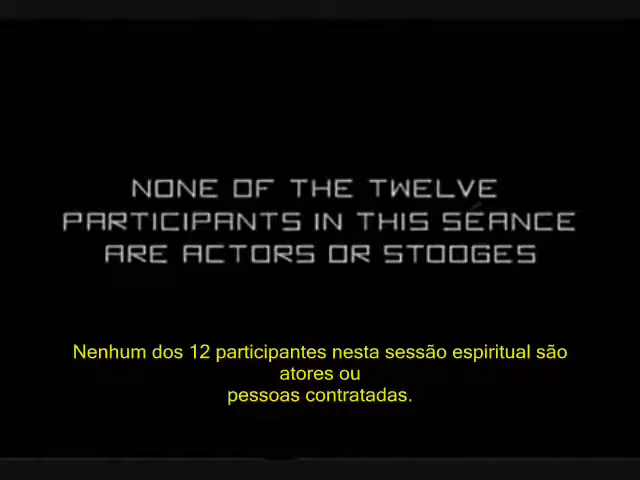 NONE OF THE TWELVE
PARTICIPANTS IN THIS SÉANCE
ARE ACTORS OR STOOGES
Nenhum dos 12 participantes nesta sessão espiritual são
atores ou
pessoas contratadas.